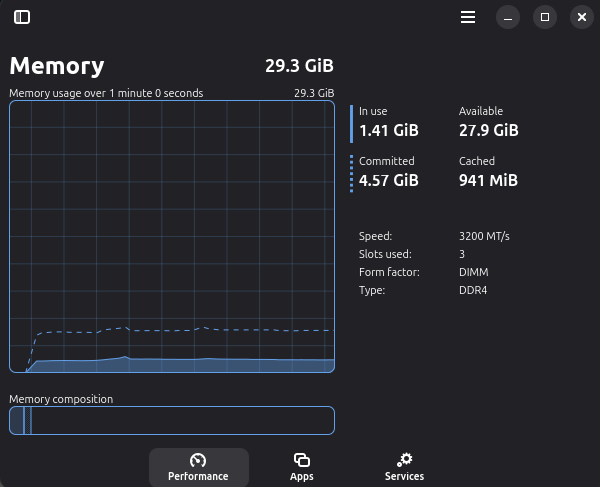 Memory 29.3 GiB
Memory usage over 1 minute 0 seconds 29.3 GiB
In use Available
1.41 GiB 27.9 GiB
Committed Cached
4.57 GiB 941 MiB
Speed: 3200 MT/s
Slots used: 3
Form factor: DIMM
Type: DDR4
Memory composition
Performance Apps Services